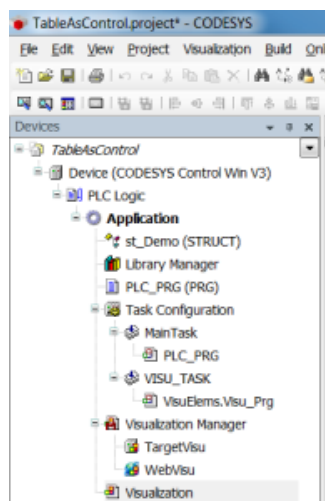 TableAsControl.project* - CODESYS
File Edit View Project Visualization Build
Devices
TableAsControl
Device (CODESYS Control Win V3)
PLC Logic
Application
st_Demo (STRUCT)
Library Manager
PLC_PRG (PRG)
Task Configuration
MainTask
PLC_PRG
VISU_TASK
VisuElems.Visu_Prg
Visualization Manager
TargetVisu
WebVisu
Visualization